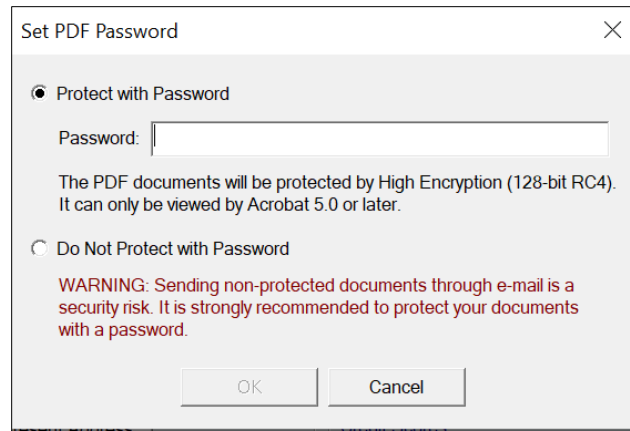 Set PDF Password
Protect with Password
Password:
The PDF documents will be protected by High Encryption (128-bit RC4).
It can only be viewed by Acrobat 5.0 or later.
Do Not Protect with Password
WARNING: Sending non-protected documents through e-mail is a
security risk. It is strongly recommended to protect your documents
with a password.
OK Cancel